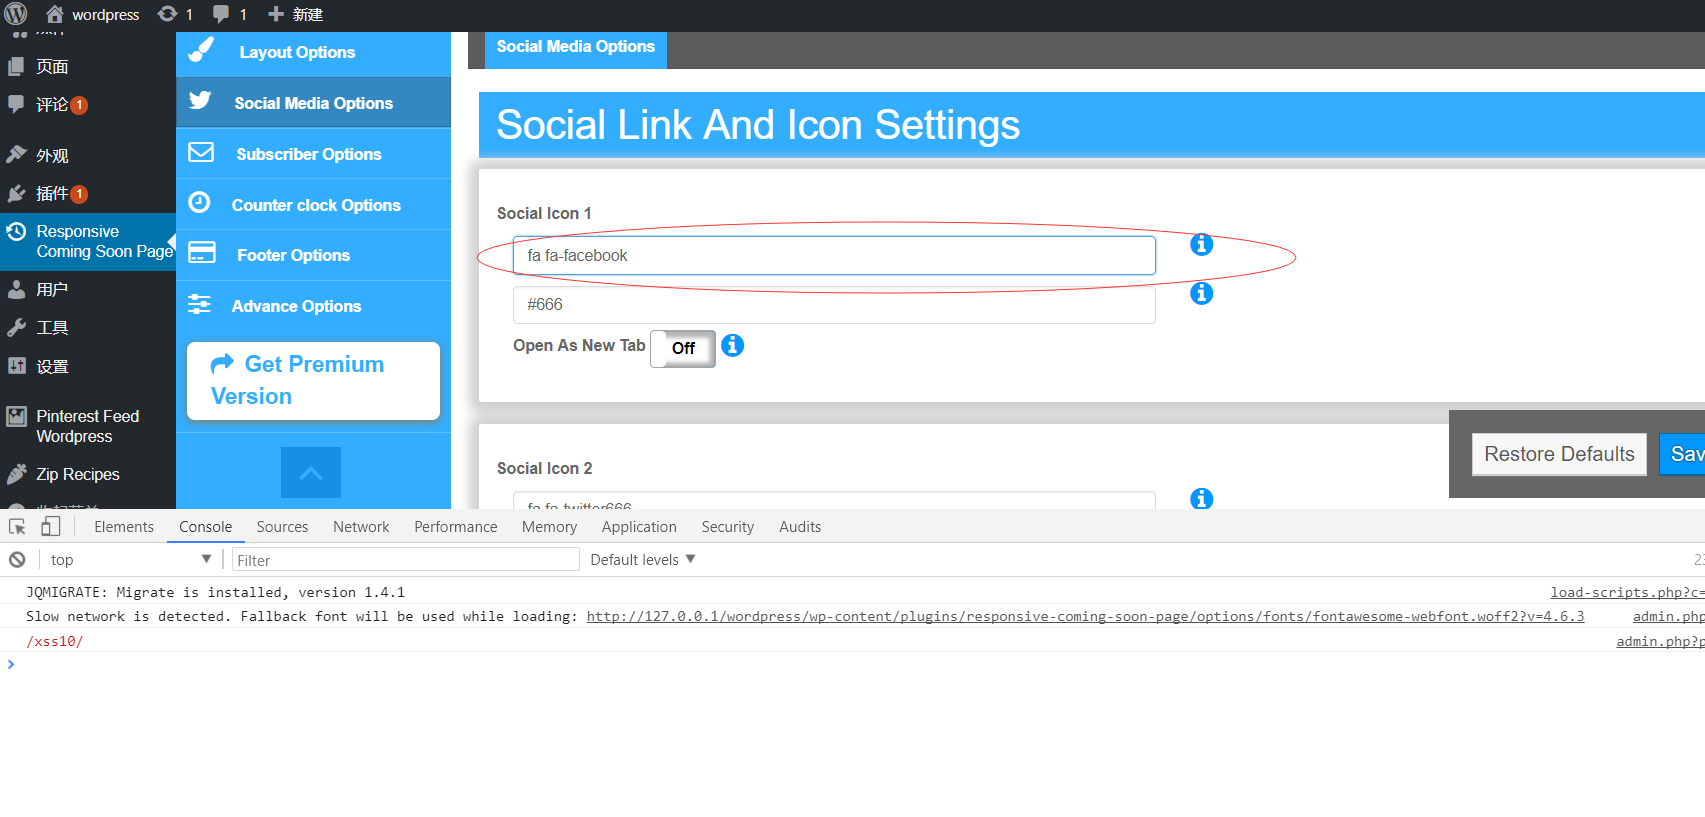 wordpress 1 1 新建
页面
评论 1
外观
插件 1
Responsive
Coming Soon Page
用户
工具
设置
Pinterest Feed
Wordpress
Zip Recipes
Layout Options
Social Media Options
Subscriber Options
Counter clock Options
Footer Options
Advance Options
Get Premium
Version
Social Media Options
Social Link And Icon Settings
Social Icon 1
fa fa-facebook
#666
Open As New Tab Off
Social Icon 2
fa fa-twitter666
Restore Defaults Sav
Elements Console Sources Network Performance Memory Application Security Audits
top Filter Default levels 23
JQMIGRATE: Migrate is installed, version 1.4.1 load-scripts.php?c=
Slow network is detected. Fallback font will be used while loading: http://127.0.0.1/wordpress/wp-content/plugins/responsive-coming-soon-page/options/fonts/fontawesome-webfont.woff2?v=4.6.3 admin.php
/xss10/ admin.php?p